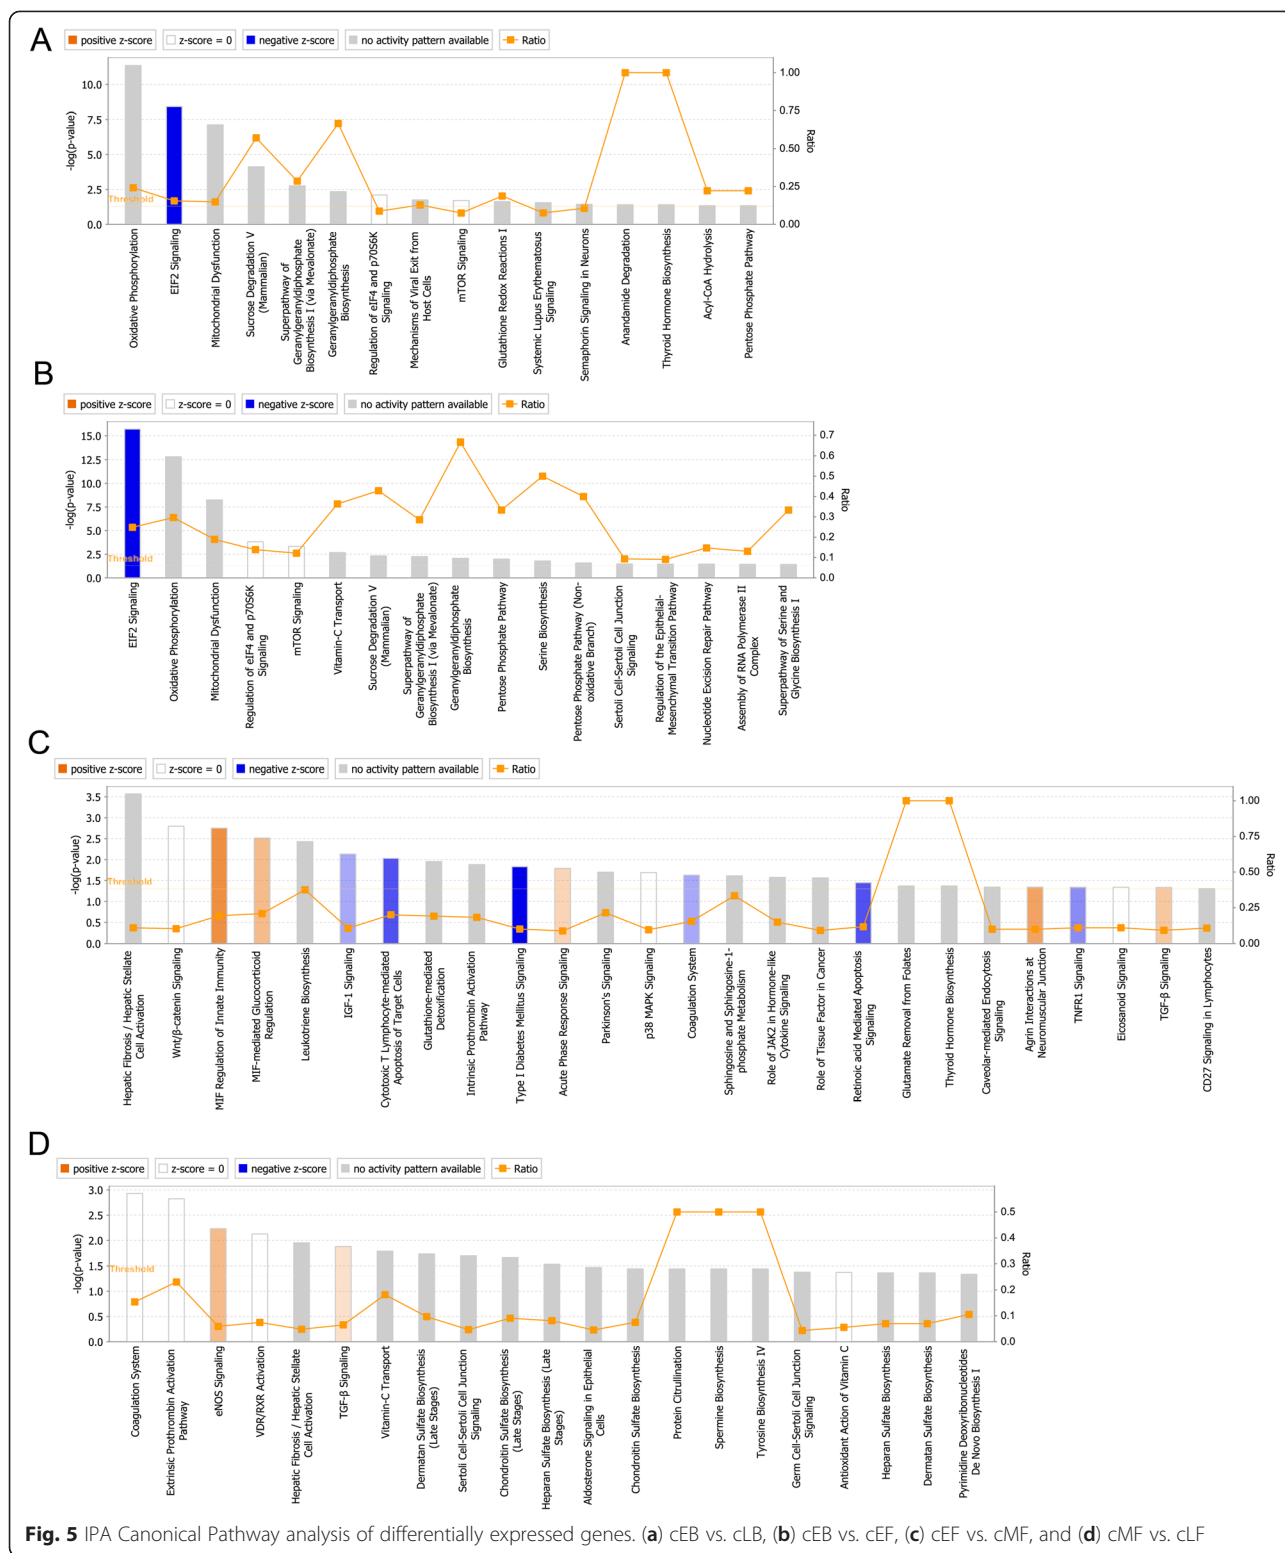 A
positive z-score z-score = 0 negative z-score no activity pattern available Ratio
-log(p-value)
10.0
7.5
5.0
2.5
0.0
Threshold
1.00
0.75
0.50
0.25
0.00
Ratio
Oxidative Phosphorylation
EIF2 Signaling
Mitochondrial Dysfunction
Sucrose Degradation V
(Mammalian)
Superpathway of
Geranylgeranyldiphosphate
Biosynthesis I (via Mevalonate)
Geranylgeranyldiphosphate
Biosynthesis
Regulation of eIF4 and p70S6K
Signaling
Mechanisms of Viral Exit from
Host Cells
mTOR Signaling
Glutathione Redox Reactions I
Systemic Lupus Erythematosus
Signaling
Semaphorin Signaling in Neurons
Anandamide Degradation
Thyroid Hormone Biosynthesis
Acyl-CoA Hydrolysis
Pentose Phosphate Pathway
B
positive z-score z-score = 0 negative z-score no activity pattern available Ratio
-log(p-value)
15.0
12.5
10.0
7.5
5.0
2.5
0.0
Threshold
0.7
0.6
0.5
0.4
0.3
0.2
0.1
0.0
Ratio
EIF2 Signaling
Oxidative Phosphorylation
Mitochondrial Dysfunction
Regulation of eIF4 and p70S6K
Signaling
mTOR Signaling
Vitamin-C Transport
Sucrose Degradation V
(Mammalian)
Superpathway of
Geranylgeranyldiphosphate
Biosynthesis I (via Mevalonate)
Geranylgeranyldiphosphate
Biosynthesis
Pentose Phosphate Pathway
Serine Biosynthesis
Pentose Phosphate Pathway (Non-
oxidative Branch)
Sertoli Cell-Sertoli Cell Junction
Signaling
Regulation of the Epithelial-
Mesenchymal Transition Pathway
Nucleotide Excision Repair Pathway
Assembly of RNA Polymerase II
Complex
Superpathway of Serine and
Glycine Biosynthesis I
C
positive z-score z-score = 0 negative z-score no activity pattern available Ratio
-log(p-value)
3.5
3.0
2.5
2.0
1.5
1.0
0.5
0.0
Threshold
1.00
0.75
0.50
0.25
0.00
Ratio
Hepatic Fibrosis / Hepatic Stellate
Cell Activation
Wnt/β-catenin Signaling
MIF Regulation of Innate Immunity
MIF-mediated Glucocorticoid
Regulation
Leukotriene Biosynthesis
IGF-1 Signaling
Cytotoxic T Lymphocyte-mediated
Apoptosis of Target Cells
Glutathione-mediated
Detoxification
Intrinsic Prothrombin Activation
Pathway
Type I Diabetes Mellitus Signaling
Acute Phase Response Signaling
Parkinson's Signaling
p38 MAPK Signaling
Coagulation System
Sphingosine and Sphingosine-1-
phosphate Metabolism
Role of JAK2 in Hormone-like
Cytokine Signaling
Role of Tissue Factor in Cancer
Retinoic acid Mediated Apoptosis
Signaling
Glutamate Removal from Folates
Thyroid Hormone Biosynthesis
Caveolar-mediated Endocytosis
Signaling
Agrin Interactions at
Neuromuscular Junction
TNFR1 Signaling
Eicosanoid Signaling
TGF-β Signaling
CD27 Signaling in Lymphocytes
D
positive z-score z-score = 0 negative z-score no activity pattern available Ratio
-log(p-value)
3.0
2.5
2.0
1.5
1.0
0.5
0.0
Threshold
0.5
0.4
0.3
0.2
0.1
0.0
Ratio
Coagulation System
Extrinsic Prothrombin Activation
Pathway
eNOS Signaling
VDR/RXR Activation
Hepatic Fibrosis / Hepatic Stellate
Cell Activation
TGF-β Signaling
Vitamin-C Transport
Dermatan Sulfate Biosynthesis
(Late Stages)
Sertoli Cell-Sertoli Cell Junction
Signaling
Chondroitin Sulfate Biosynthesis
(Late Stages)
Heparan Sulfate Biosynthesis (Late
Stages)
Aldosterone Signaling in Epithelial
Cells
Chondroitin Sulfate Biosynthesis
Protein Citrullination
Spermine Biosynthesis
Tyrosine Biosynthesis IV
Germ Cell-Sertoli Cell Junction
Signaling
Antioxidant Action of Vitamin C
Heparan Sulfate Biosynthesis
Dermatan Sulfate Biosynthesis
Pyrimidine Deoxyribonucleotides
De Novo Biosynthesis I
Fig. 5 IPA Canonical Pathway analysis of differentially expressed genes. (a) cEB vs. cLB, (b) cEB vs. cEF, (c) cEF vs. cMF, and (d) cMF vs. cLF